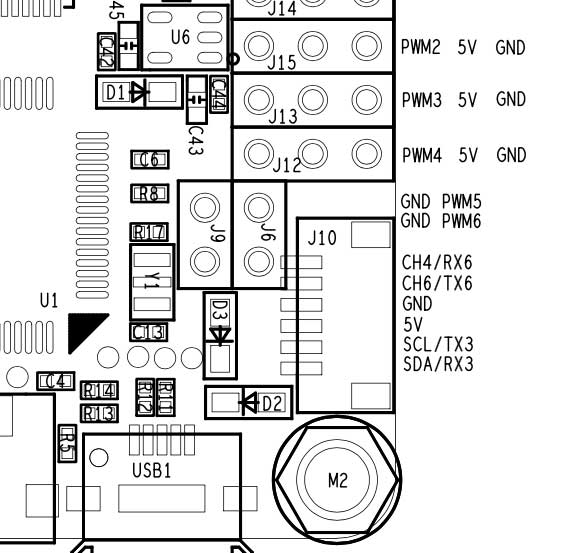 J14
C45
U6
C42
J15
PWM2 5V GND
D1
C44
J13
PWM3 5V GND
C43
C6
J12
PWM4 5V GND
R8
GND PWM5
GND PWM6
R17
J9
J6
J10
CH4/RX6
Y1
CH6/TX6
U1
GND
D3
5V
C13
SCL/TX3
SDA/RX3
C4
R14
R12
R11
D2
R13
R5
USB1
M2